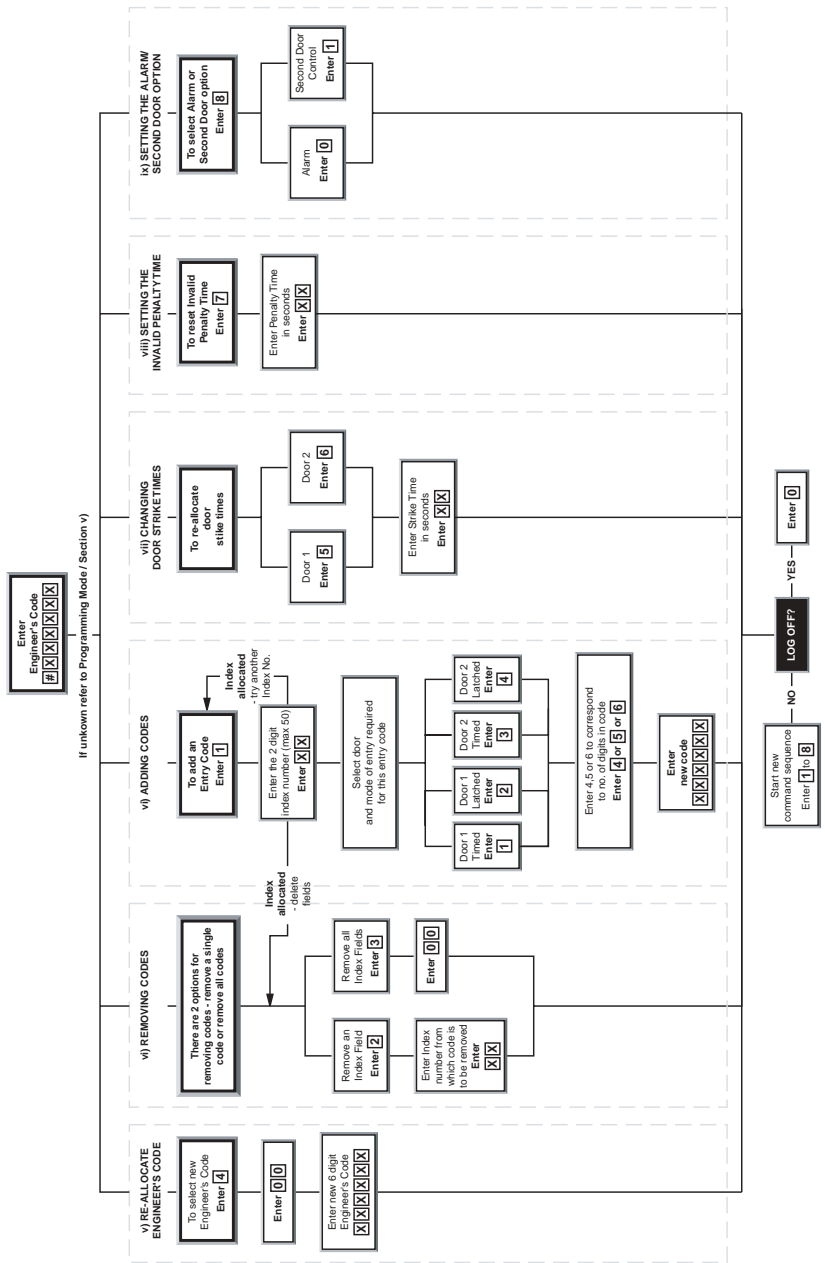 Enter
Engineer's Code
# X X X X X X
If unkown refer to Programming Mode / Section v)
v) RE-ALLOCATE
ENGINEER'S CODE
To select new
Engineer's Code
Enter 4
Enter 0 0
Enter new 6 digit
Engineer's Code
X X X X X X
vi) REMOVING CODES
There are 2 options for
removing codes - remove a single
code or remove all codes
Index
allocated
- delete
fields
Remove an
Index Field
Enter 2
Remove all
Index Fields
Enter 3
Enter Index
number from
which code is
to be removed
Enter
X X
Enter 0 0
vi) ADDING CODES
To add an
Entry Code
Enter 1
Index
allocated
- try another
Index No.
Enter the 2 digit
index number (max 50)
Enter X X
Select door
and mode of entry required
for this entry code
Door 1
Timed
Enter
1
Door 1
Latched
Enter
2
Door 2
Timed
Enter
3
Door 2
Latched
Enter
4
Enter 4,5 or 6 to correspond
to no. of digits in code
Enter 4 or 5 or 6
Enter
new code
X X X X X X
vii) CHANGING
DOOR STRIKE TIMES
To re-allocate
door
stike times
Door 1
Enter 5
Door 2
Enter 6
Enter Strike Time
in seconds
Enter X X
viii) SETTING THE
INVALID PENALTY TIME
To reset Invalid
Penalty Time
Enter 7
Enter Penalty Time
in seconds
Enter X X
ix) SETTING THE ALARM/
SECOND DOOR OPTION
To select Alarm or
Second Door option
Enter 8
Alarm
Enter 0
Second Door
Control
Enter 1
Start new
command sequence
Enter 1 to 8
NO
LOG OFF?
YES
Enter 0